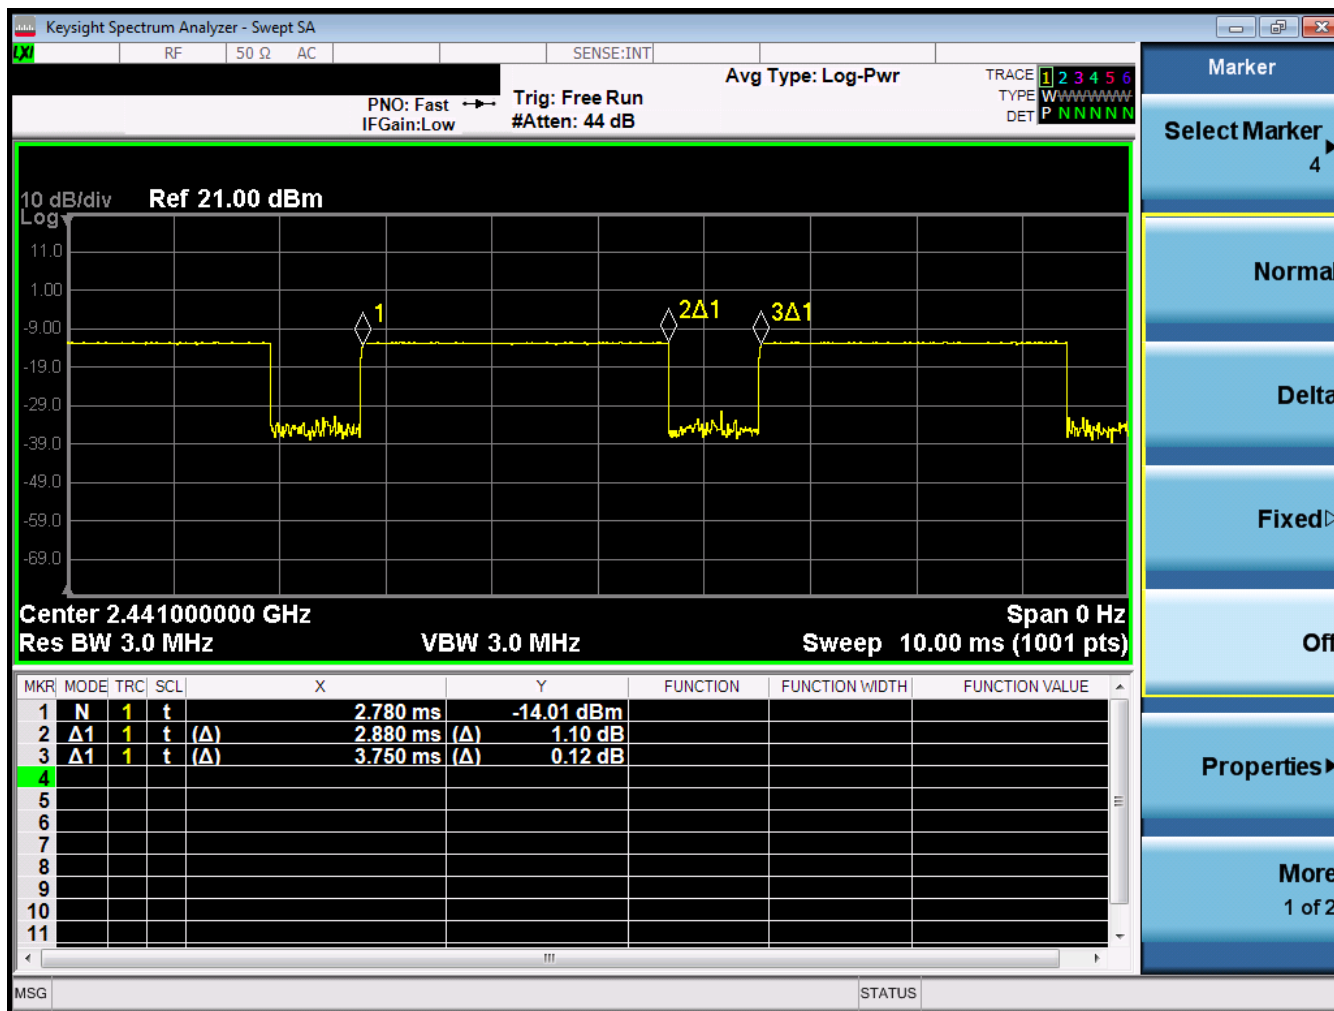 Keysight Spectrum Analyzer - Swept SA
LXI RF 50 Ω AC SENSE:INT
Avg Type: Log-Pwr
TRACE 1 2 3 4 5 6
PNO: Fast Trig: Free Run
TYPE W W W W W W
IFGain:Low #Atten: 44 dB
DET P N N N N N
10 dB/div Ref 21.00 dBm
Log
11.0
1.00
1 2Δ1 3Δ1
-9.00
-19.0
-29.0
-39.0
-49.0
-59.0
-69.0
Center 2.441000000 GHz Span 0 Hz
Res BW 3.0 MHz VBW 3.0 MHz Sweep 10.00 ms (1001 pts)
MKR MODE TRC SCL X Y FUNCTION FUNCTION WIDTH FUNCTION VALUE
1 N 1 t 2.780 ms -14.01 dBm
2 Δ1 1 t (Δ) 2.880 ms (Δ) 1.10 dB
3 Δ1 1 t (Δ) 3.750 ms (Δ) 0.12 dB
4
5
6
7
8
9
10
11
MSG STATUS
Marker
Select Marker
4
Normal
Delta
Fixed
Off
Properties
More
1 of 2